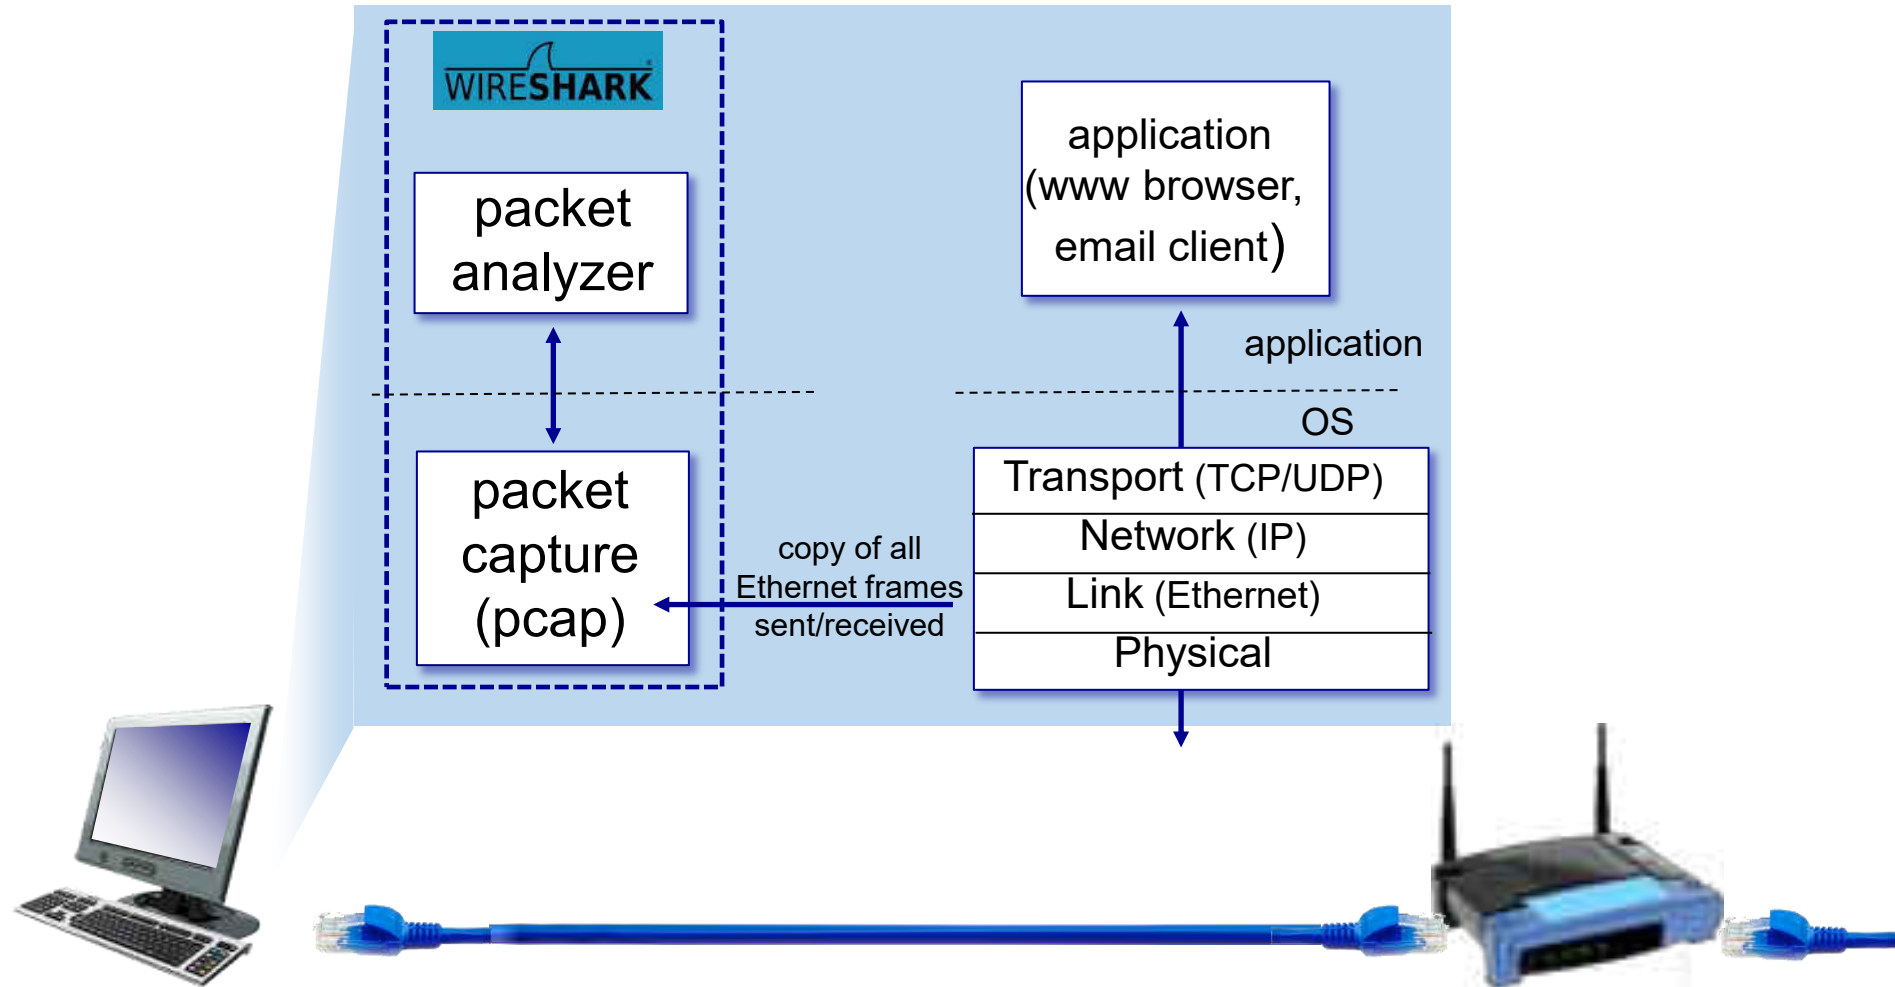 WIRESHARK
packet
analyzer
application
(www browser,
email client)
application
OS
packet
capture
(pcap)
copy of all
Ethernet frames
sent/received
Transport (TCP/UDP)
Network (IP)
Link (Ethernet)
Physical